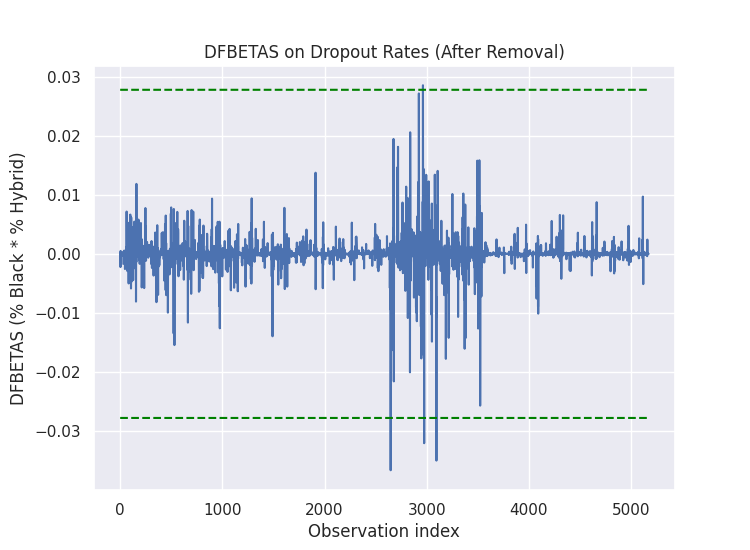 DFBETAS on Dropout Rates (After Removal)
0.03
0.02
0.01
0.00
−0.01
−0.02
−0.03
DFBETAS (% Black * % Hybrid)
0 1000 2000 3000 4000 5000
Observation index